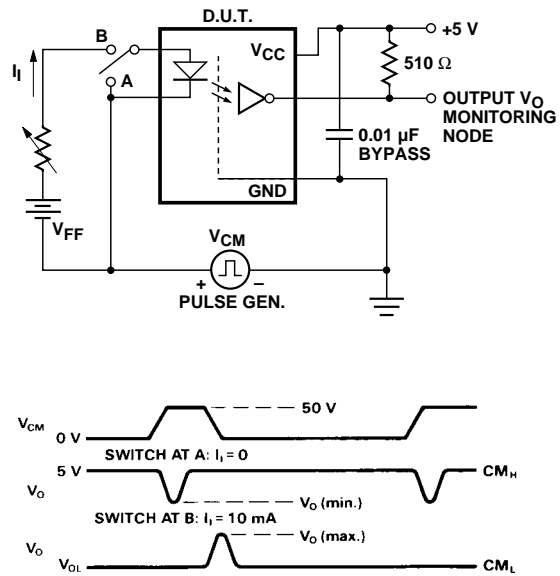 D.U.T.
B
V_CC
+5 V
I_I
A
510 Ω
OUTPUT V_O
MONITORING
NODE
0.01 µF
BYPASS
GND
V_FF
V_CM
+ −
PULSE GEN.
50 V
V_CM
0 V
SWITCH AT A: I_I = 0
5 V
CM_H
V_O
V_O (min.)
SWITCH AT B: I_I = 10 mA
V_O (max.)
V_O
V_OL
CM_L